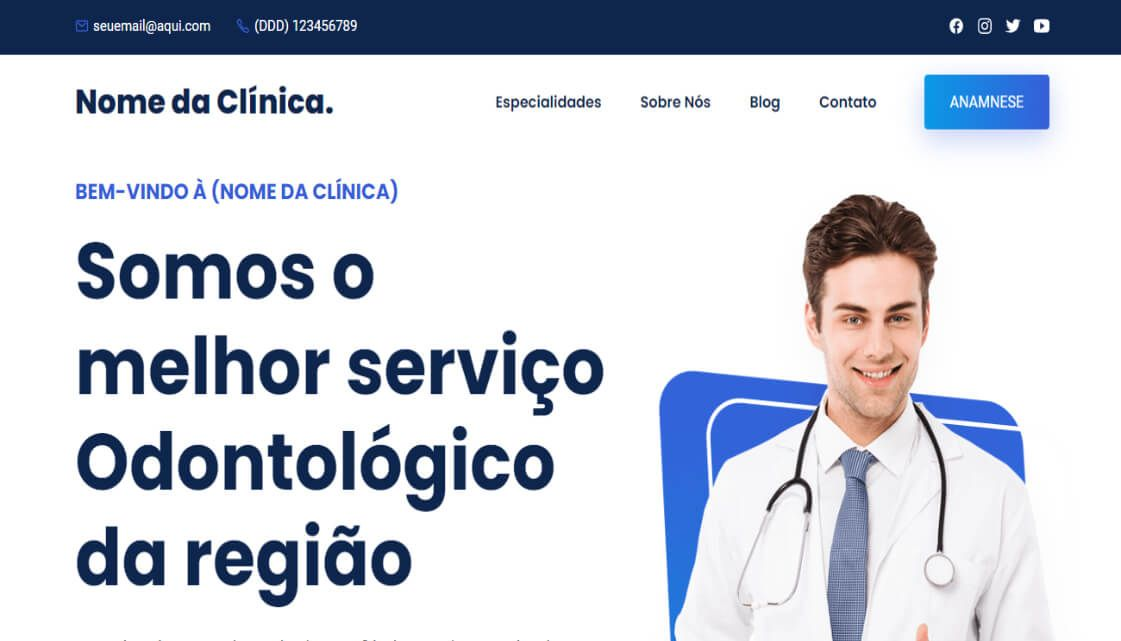 seuemail@aqui.com (DDD) 123456789
Nome da Clínica.
Especialidades Sobre Nós Blog Contato ANAMNESE
BEM-VINDO À (NOME DA CLÍNICA)
Somos o
melhor serviço
Odontológico
da região